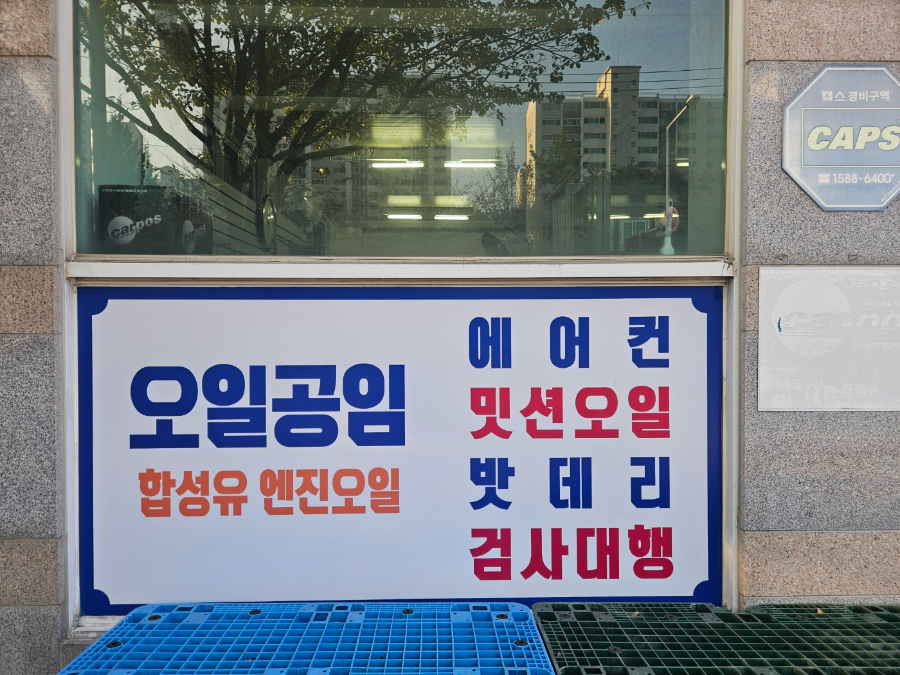 오일공임
합성유 엔진오일
에어컨
밋션오일
밧데리
검사대행
캡스 경비구역
CAPS
☎1588-6400
carpos